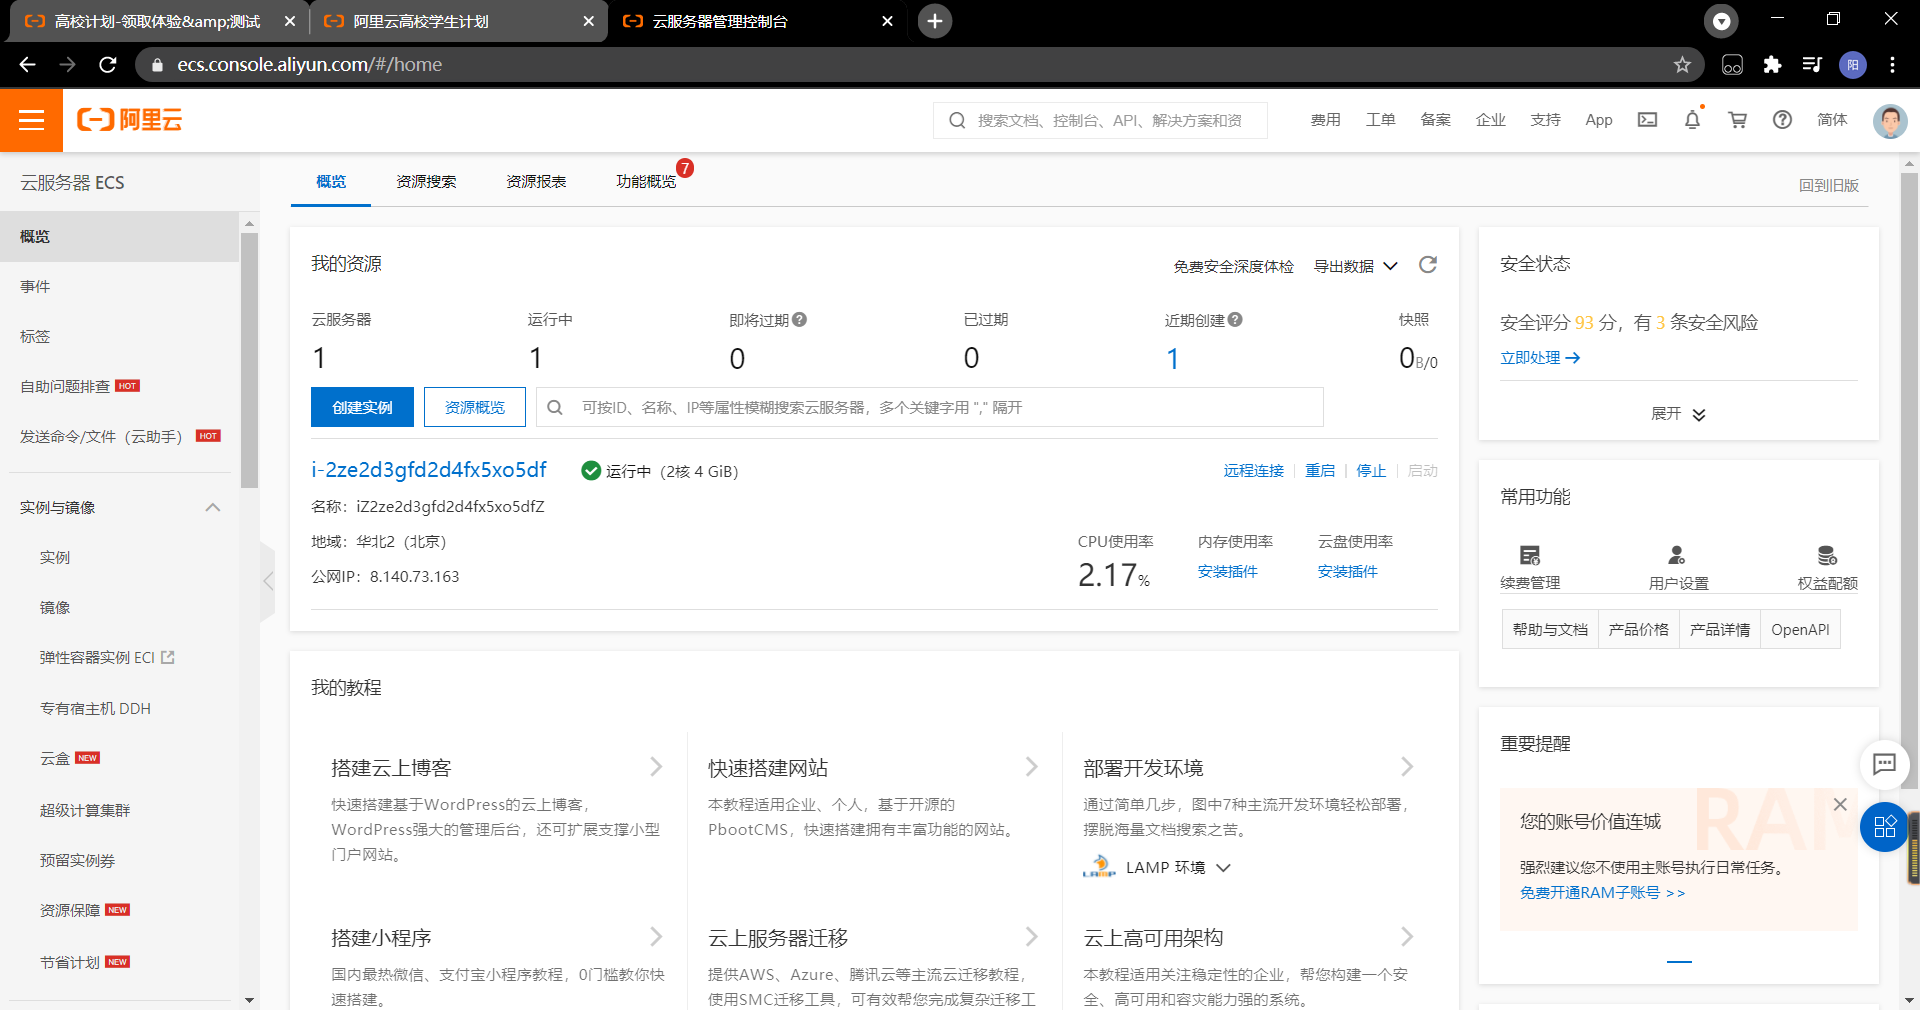 高校计划-领取体验&amp;测试
阿里云高校学生计划
云服务器管理控制台
ecs.console.aliyun.com/#/home
阳
阿里云
搜索文档、控制台、API、解决方案和资
费用
工单
备案
企业
支持
App
简体
云服务器 ECS
概览
事件
标签
自助问题排查 HOT
发送命令/文件（云助手） HOT
实例与镜像
实例
镜像
弹性容器实例 ECI
专有宿主机 DDH
云盒 NEW
超级计算集群
预留实例券
资源保障 NEW
节省计划 NEW
概览
资源搜索
资源报表
功能概览
7
回到旧版
我的资源
免费安全深度体检
导出数据
云服务器
1
运行中
1
即将过期
0
已过期
0
近期创建
1
快照
0B/0
创建实例
资源概览
可按ID、名称、IP等属性模糊搜索云服务器，多个关键字用 "," 隔开
i-2ze2d3gfd2d4fx5xo5df
运行中（2核 4 GiB）
远程连接
重启
停止
启动
名称：iZ2ze2d3gfd2d4fx5xo5dfZ
地域：华北2（北京）
公网IP：8.140.73.163
CPU使用率
2.17%
内存使用率
安装插件
云盘使用率
安装插件
我的教程
搭建云上博客
快速搭建基于WordPress的云上博客，
WordPress强大的管理后台，还可扩展支撑小型
门户网站。
快速搭建网站
本教程适用企业、个人，基于开源的
PbootCMS，快速搭建拥有丰富功能的网站。
部署开发环境
通过简单几步，图中7种主流开发环境轻松部署，
摆脱海量文档搜索之苦。
LAMP
LAMP 环境
搭建小程序
国内最热微信、支付宝小程序教程，0门槛教你快
速搭建。
云上服务器迁移
提供AWS、Azure、腾讯云等主流云迁移教程，
使用SMC迁移工具，可有效帮您完成复杂迁移工
云上高可用架构
本教程适用关注稳定性的企业，帮您构建一个安
全、高可用和容灾能力强的系统。
安全状态
安全评分 93 分，有 3 条安全风险
立即处理
展开
常用功能
续费管理
用户设置
权益配额
帮助与文档
产品价格
产品详情
OpenAPI
重要提醒
RAM
您的账号价值连城
强烈建议您不使用主账号执行日常任务。
免费开通RAM子账号 >>